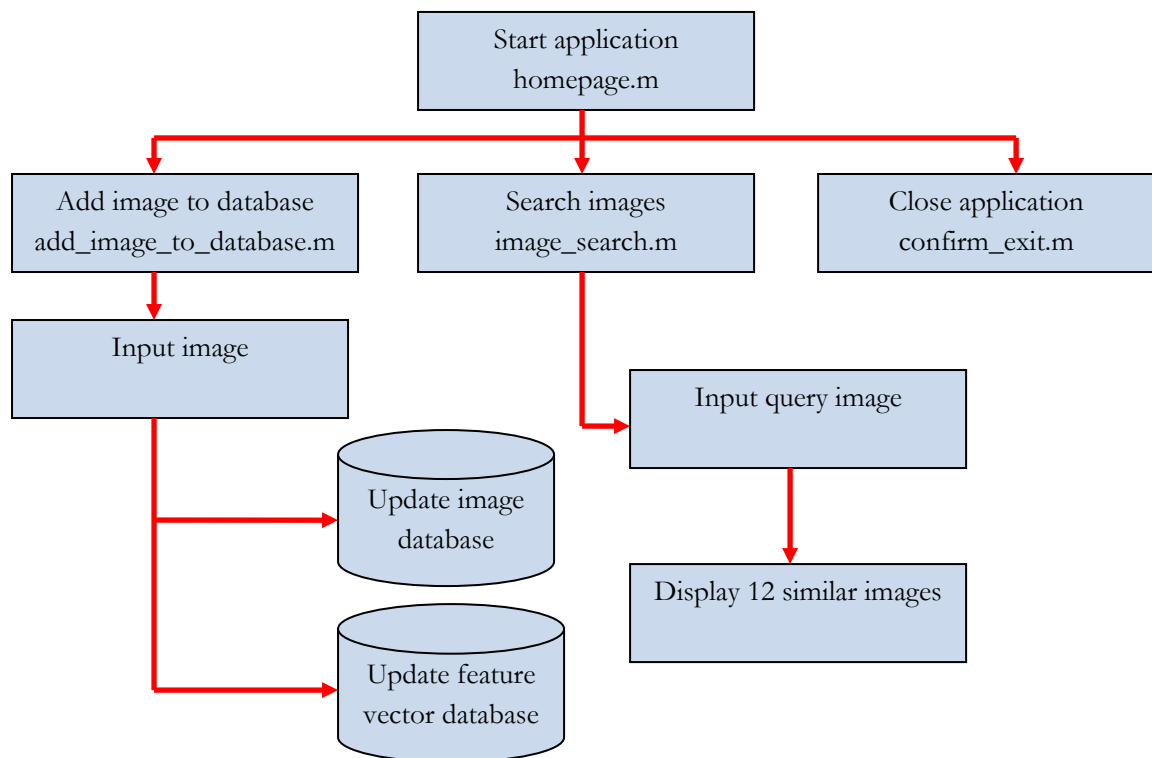 Start application
homepage.m
Add image to database
add_image_to_database.m
Search images
image_search.m
Close application
confirm_exit.m
Input image
Input query image
Update image
database
Display 12 similar images
Update feature
vector database